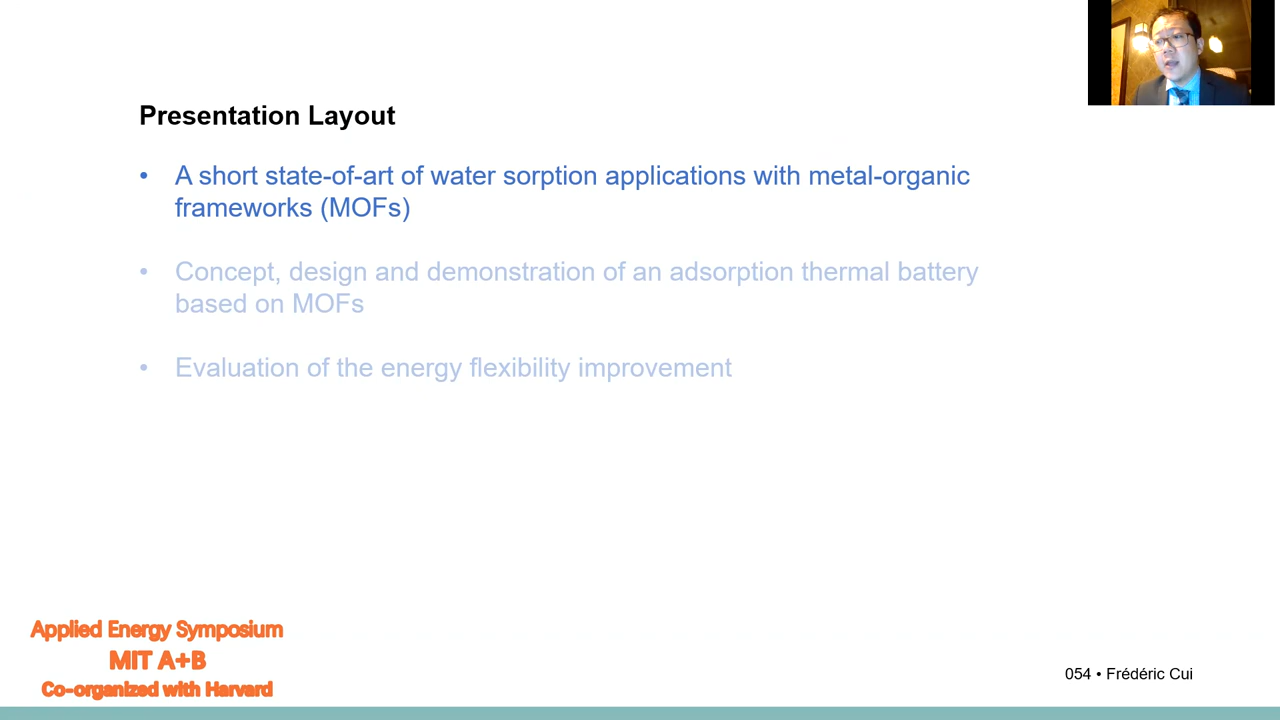 Presentation Layout
• A short state-of-art of water sorption applications with metal-organic
frameworks (MOFs)
• Concept, design and demonstration of an adsorption thermal battery
based on MOFs
• Evaluation of the energy flexibility improvement
Applied Energy Symposium
MIT A+B
Co-organized with Harvard
054 • Frédéric Cui